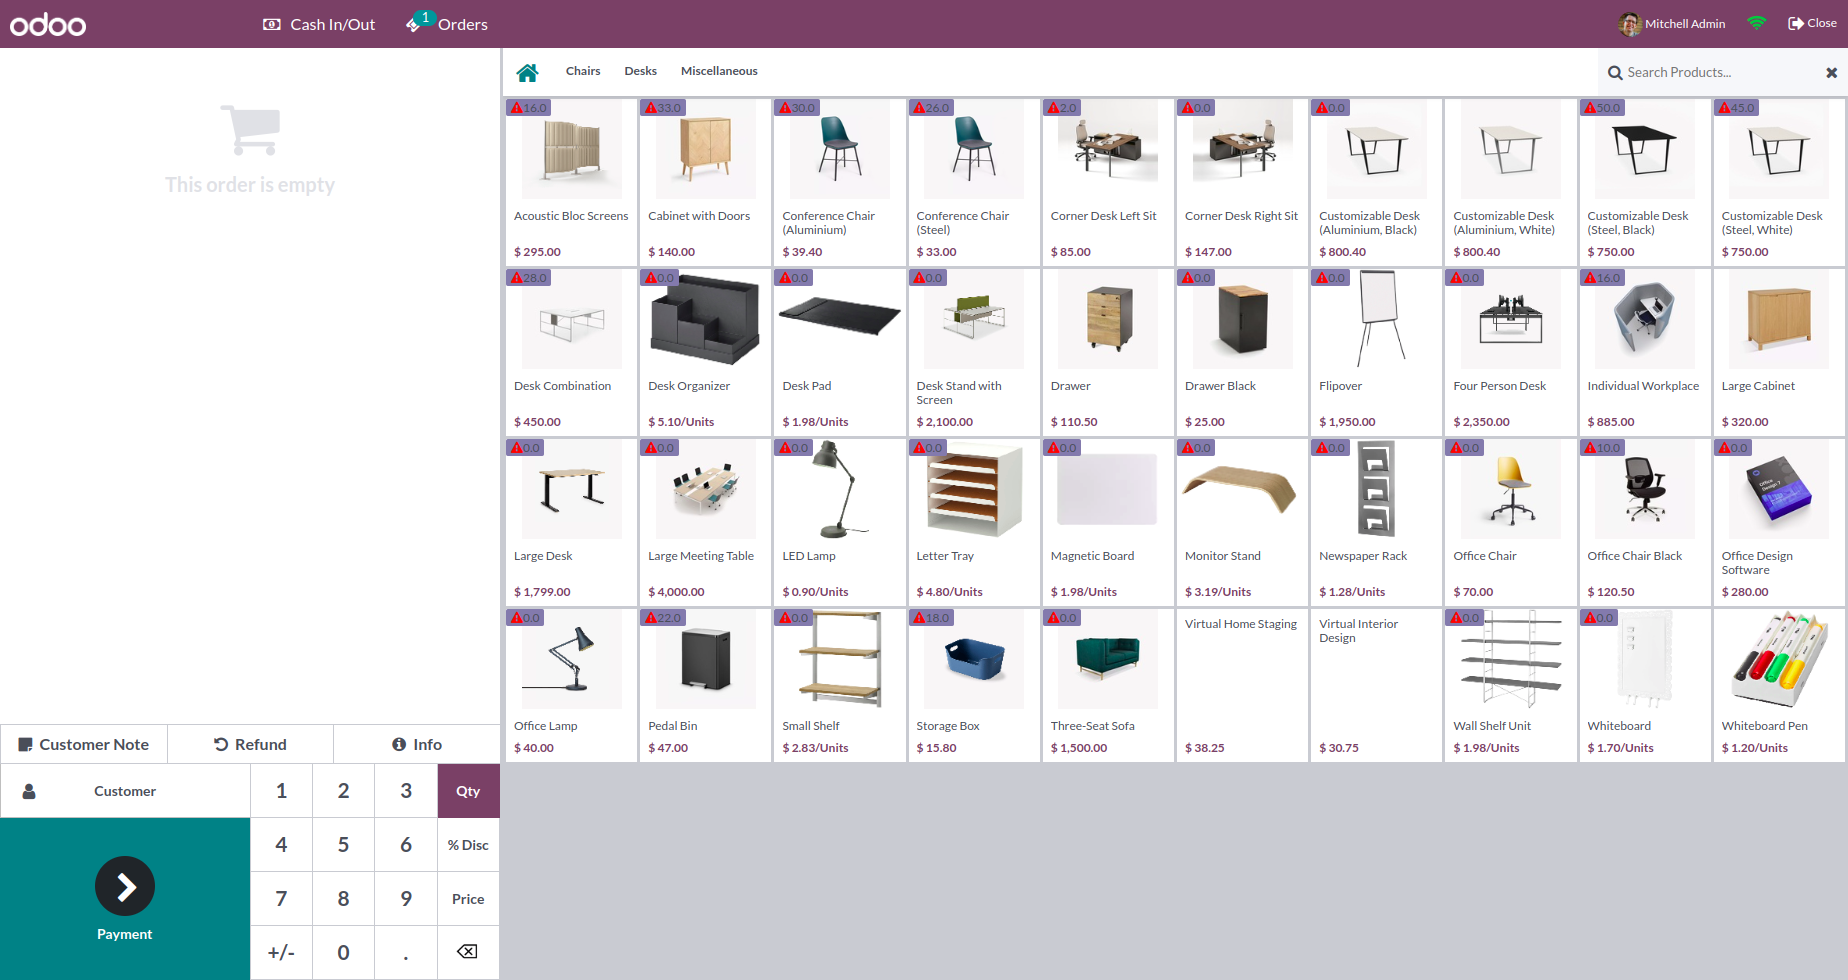 odoo
Cash In/Out
1
Orders
Mitchell Admin
Close
This order is empty
Chairs
Desks
Miscellaneous
Search Products...
16.0
33.0
30.0
26.0
2.0
0.0
0.0
50.0
45.0
Acoustic Bloc Screens
Cabinet with Doors
Conference Chair
(Aluminium)
Conference Chair
(Steel)
Corner Desk Left Sit
Corner Desk Right Sit
Customizable Desk
(Aluminium, Black)
Customizable Desk
(Aluminium, White)
Customizable Desk
(Steel, Black)
Customizable Desk
(Steel, White)
$ 295.00
$ 140.00
$ 39.40
$ 33.00
$ 85.00
$ 147.00
$ 800.40
$ 800.40
$ 750.00
$ 750.00
28.0
0.0
0.0
0.0
0.0
0.0
0.0
16.0
Desk Combination
Desk Organizer
Desk Pad
Desk Stand with
Screen
Drawer
Drawer Black
Flipover
Four Person Desk
Individual Workplace
Large Cabinet
$ 450.00
$ 5.10/Units
$ 1.98/Units
$ 2,100.00
$ 110.50
$ 25.00
$ 1,950.00
$ 2,350.00
$ 885.00
$ 320.00
0.0
0.0
0.0
0.0
0.0
0.0
0.0
0.0
10.0
0.0
Office
Design 7
Large Desk
Large Meeting Table
LED Lamp
Letter Tray
Magnetic Board
Monitor Stand
Newspaper Rack
Office Chair
Office Chair Black
Office Design
Software
$ 1,799.00
$ 4,000.00
$ 0.90/Units
$ 4.80/Units
$ 1.98/Units
$ 3.19/Units
$ 1.28/Units
$ 70.00
$ 120.50
$ 280.00
0.0
22.0
0.0
18.0
0.0
0.0
0.0
Office Lamp
Pedal Bin
Small Shelf
Storage Box
Three-Seat Sofa
Virtual Home Staging
Virtual Interior
Design
Wall Shelf Unit
Whiteboard
Whiteboard Pen
$ 40.00
$ 47.00
$ 2.83/Units
$ 15.80
$ 1,500.00
$ 38.25
$ 30.75
$ 1.98/Units
$ 1.70/Units
$ 1.20/Units
Customer Note
Refund
Info
Customer
1
2
3
Qty
4
5
6
% Disc
7
8
9
Price
Payment
+/-
0
.